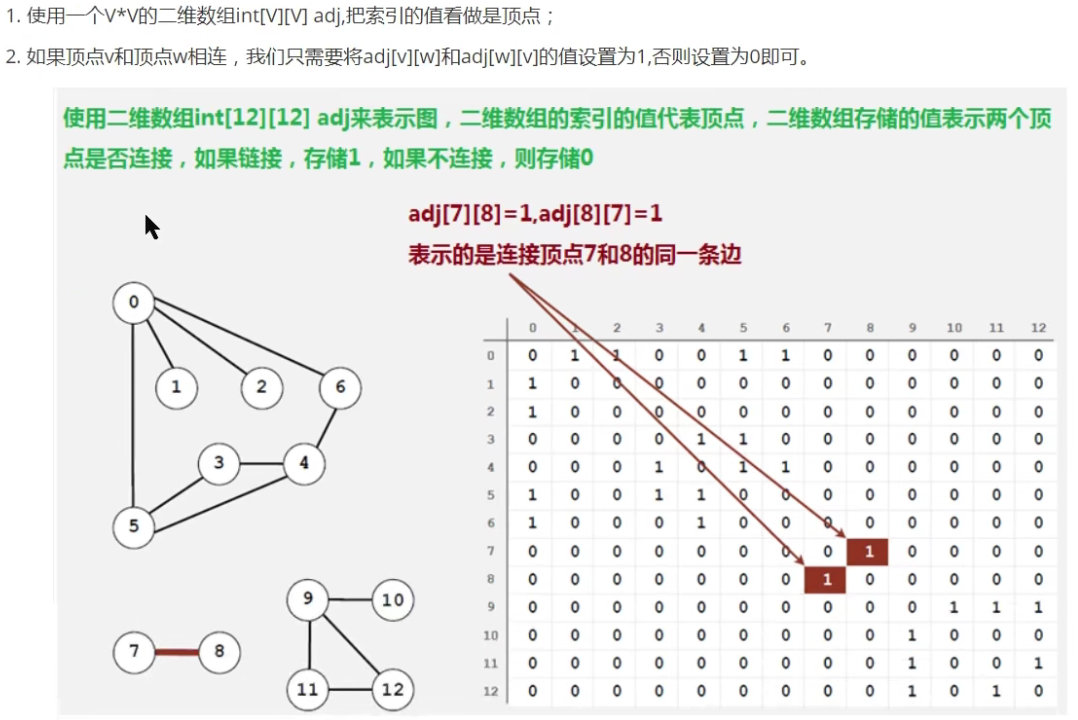 1. 使用一个V*V的二维数组int[V][V] adj,把索引的值看做是顶点；
2. 如果顶点v和顶点w相连，我们只需要将adj[v][w]和adj[w][v]的值设置为1,否则设置为0即可。
使用二维数组int[12][12] adj来表示图，二维数组的索引的值代表顶点，二维数组存储的值表示两个顶
点是否连接，如果链接，存储1，如果不连接，则存储0
adj[7][8]=1,adj[8][7]=1
表示的是连接顶点7和8的同一条边
0
1 2 6
3 4
5
9 10
7 8
11 12
0 1 2 3 4 5 6 7 8 9 10 11 12
0 0 1 1 0 0 1 1 0 0 0 0 0 0
1 1 0 0 0 0 0 0 0 0 0 0 0 0
2 1 0 0 0 0 0 0 0 0 0 0 0 0
3 0 0 0 0 1 1 0 0 0 0 0 0 0
4 0 0 0 1 0 1 1 0 0 0 0 0 0
5 1 0 0 1 1 0 0 0 0 0 0 0 0
6 1 0 0 0 1 0 0 0 0 0 0 0 0
7 0 0 0 0 0 0 0 0 1 0 0 0 0
8 0 0 0 0 0 0 0 1 0 0 0 0 0
9 0 0 0 0 0 0 0 0 0 0 1 1 1
10 0 0 0 0 0 0 0 0 0 1 0 0 0
11 0 0 0 0 0 0 0 0 0 1 0 0 1
12 0 0 0 0 0 0 0 0 0 1 0 1 0